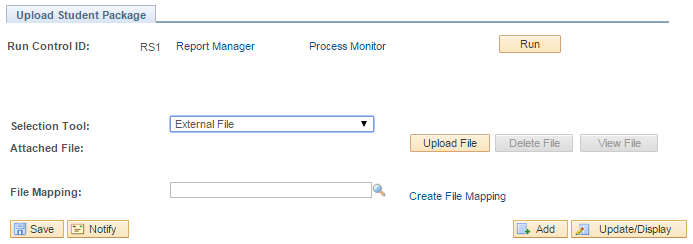 Upload Student Package
Run Control ID: RS1 Report Manager Process Monitor Run
Selection Tool: External File
Attached File: Upload File Delete File View File
File Mapping: Create File Mapping
Save Notify Add Update/Display